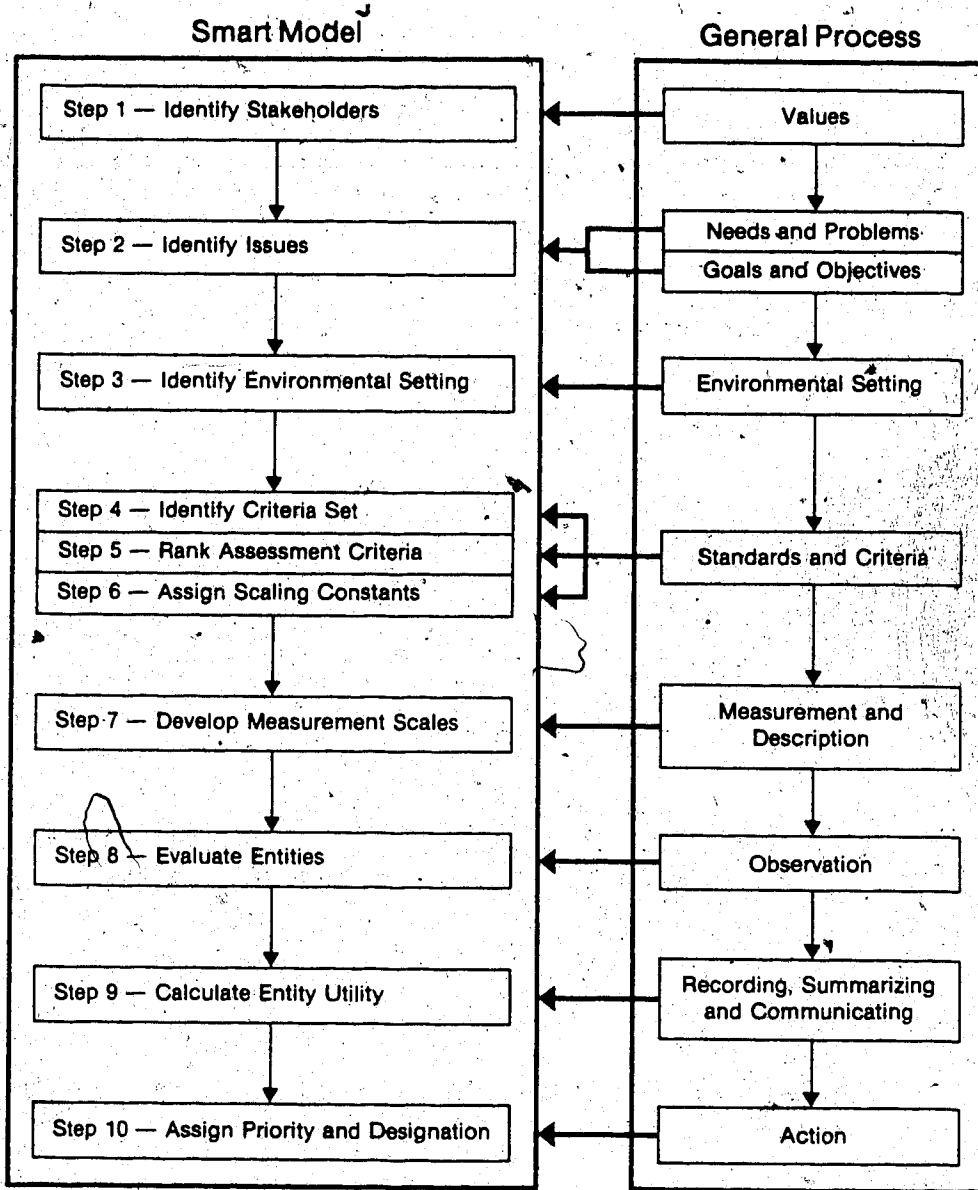 Smart Model
Step 1 — Identify Stakeholders
Step 2 — Identify Issues
Step 3 — Identify Environmental Setting
Step 4 — Identify Criteria Set
Step 5 — Rank Assessment Criteria
Step 6 — Assign Scaling Constants
Step 7 — Develop Measurement Scales
Step 8 — Evaluate Entities
Step 9 — Calculate Entity Utility
Step 10 — Assign Priority and Designation
General Process
Values
Needs and Problems
Goals and Objectives
Environmental Setting
Standards and Criteria
Measurement and
Description
Observation
Recording, Summarizing
and Communicating
Action